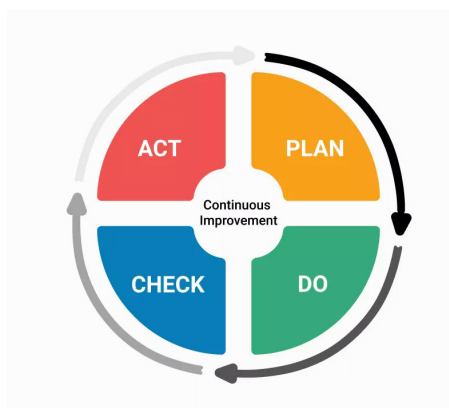 ACT
PLAN
Continuous
Improvement
CHECK
DO